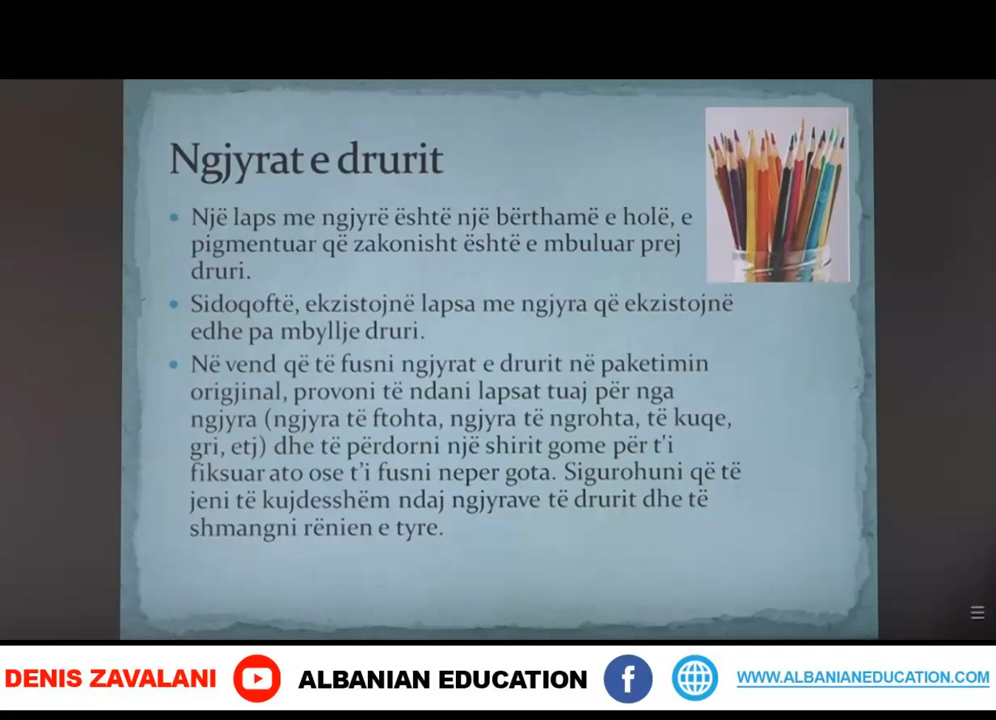 Ngjyrat e drurit
• Një laps me ngjyrë është një bërthamë e holë, e
pigmentuar që zakonisht është e mbuluar prej
druri.
• Sidoqoftë, ekzistojnë lapsa me ngjyra që ekzistojnë
edhe pa mbyllje druri.
• Në vend që të fusni ngjyrat e drurit në paketimin
origjinal, provoni të ndani lapsat tuaj për nga
ngjyra (ngjyra të ftohta, ngjyra të ngrohta, të kuqe,
gri, etj) dhe të përdorni një shirit gome për t'i
fiksuar ato ose t'i fusni neper gota. Sigurohuni që të
jeni të kujdesshëm ndaj ngjyrave të drurit dhe të
shmangni rënien e tyre.
DENIS ZAVALANI ALBANIAN EDUCATION WWW.ALBANIANEDUCATION.COM